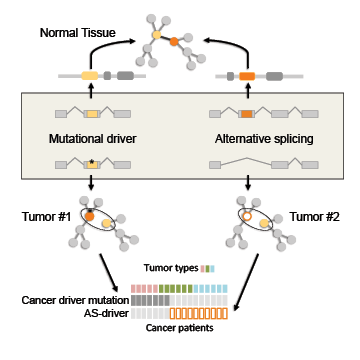 Normal Tissue
Mutational driver
Alternative splicing
*
Tumor #1
Tumor #2
Tumor types
Cancer driver mutation
AS-driver
Cancer patients